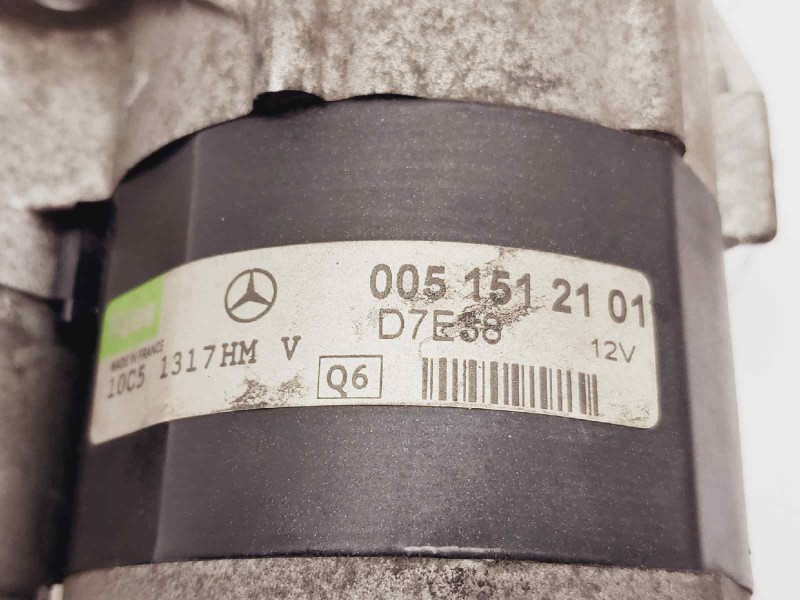 005 151 21 01
D7E38
12V
MADE IN FRANCE
10C5 1317HM V
Q6